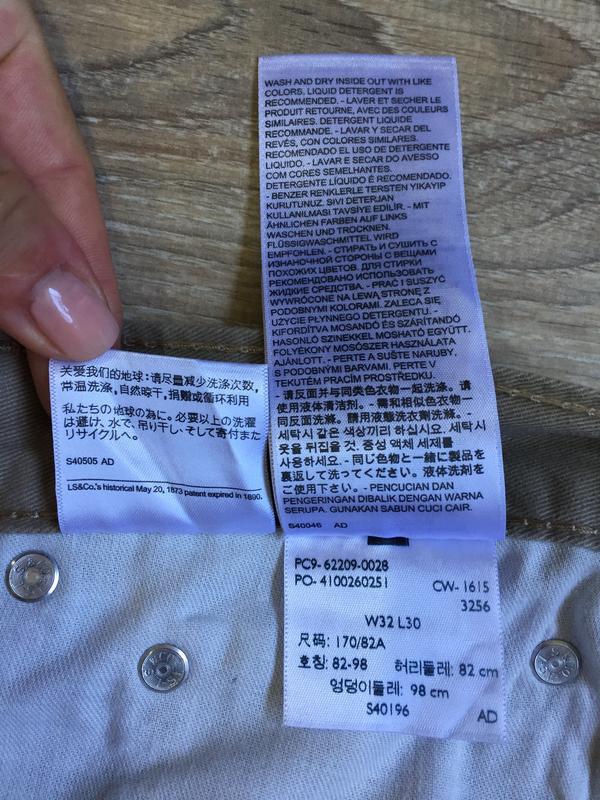 WASH AND DRY INSIDE OUT WITH LIKE
COLORS. LIQUID DETERGENT IS
RECOMMENDED. - LAVER ET SECHER LE
PRODUIT RETOURNE, AVEC DES COULEURS
SIMILAIRES. DETERGENT LIQUIDE
RECOMMANDE. - LAVAR Y SECAR DEL
REVÉS, CON COLORES SIMILARES.
RECOMENDADO EL USO DE DETERGENTE
LIQUIDO. - LAVAR E SECAR DO AVESSO
COM CORES SEMELHANTES.
DETERGENTE LÍQUIDO É RECOMENDADO.
- BENZER RENKLERLE TERSTEN YIKAYIP
KURUTUNUZ. SIVI DETERJAN
KULLANILMASI TAVSİYE EDİLİR. - MIT
ÄHNLICHEN FARBEN AUF LINKS
WASCHEN UND TROCKNEN.
FLÜSSIGWASCHMITTEL WIRD
EMPFOHLEN. - СТИРАТЬ И СУШИТЬ С
ИЗНАНОЧНОЙ СТОРОНЫ С ВЕЩАМИ
ПОХОЖИХ ЦВЕТОВ. ДЛЯ СТИРКИ
РЕКОМЕНДОВАНО ИСПОЛЬЗОВАТЬ
ЖИДКИЕ СРЕДСТВА. - PRAĆ I SUSZYĆ
WYWRÓCONE NA LEWĄ STRONĘ Z
PODOBNYMI KOLORAMI. ZALECA SIĘ
UŻYCIE PŁYNNEGO DETERGENTU. -
KIFORDÍTVA MOSANDÓ ÉS SZÁRÍTANDÓ
HASONLÓ SZINEKKEL MOSHATÓ EGYÜTT.
FOLYÉKONY MOSÓSZER HASZNÁLATA
AJÁNLOTT. - PERTE A SUŠTE NARUBY,
S PODOBNÝMI BARVAMI. PERTE V
TEKUTÉM PRACÍM PROSTŘEDKU.
- 请反面并与同类色衣物一起洗涤。请
使用液体清洁剂。- 需和相似色衣物一
同反面洗滌。請用液態洗衣劑洗滌。-
세탁시 같은 색상끼리 하십시요. 세탁시
옷을 뒤집을 것. 중성 액체 세제를
사용하세요. - 同じ色物と一緒に製品を
裏返して洗ってください。液体洗剤を
ご使用下さい。- PENCUCIAN DAN
PENGERINGAN DIBALIK DENGAN WARNA
SERUPA. GUNAKAN SABUN CUCI CAIR.
S40046 AD
关爱我们的地球：请尽量减少洗涤次数，
常温洗涤，自然晾干，捐赠或循环利用
私たちの地球の為に。必要以上の洗濯
は避け、水で、吊り干し、そして寄付また
リサイクルへ。
S40505 AD
LS&Co.'s historical May 20, 1873 patent expired in 1890.
PC9- 62209-0028
PO- 4100260251 CW- 1615
3256
W32 L30
尺码: 170/82A
호칭: 82-98 허리둘레: 82 cm
엉덩이둘레: 98 cm
S40196 AD